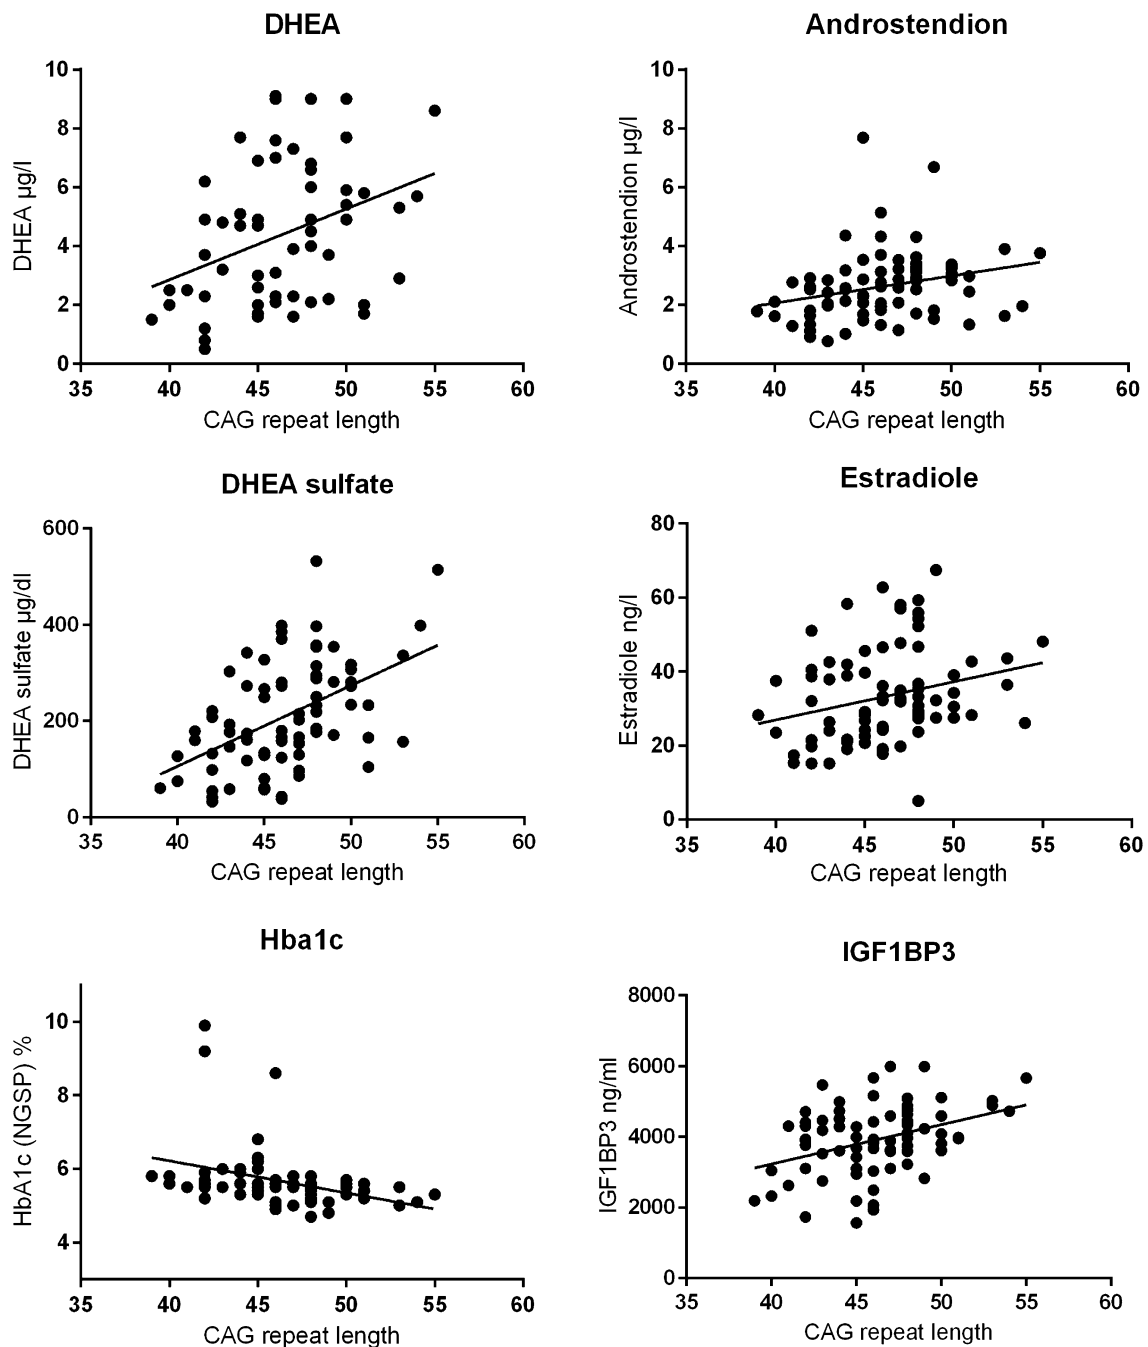 DHEA
DHEA µg/l
10
8
6
4
2
0
35 40 45 50 55 60
CAG repeat length
Androstendion
Androstendion µg/l
10
8
6
4
2
0
35 40 45 50 55 60
CAG repeat length
DHEA sulfate
DHEA sulfate µg/dl
600
400
200
0
35 40 45 50 55 60
CAG repeat length
Estradiole
Estradiole ng/l
80
60
40
20
0
35 40 45 50 55 60
CAG repeat length
Hba1c
HbA1c (NGSP) %
10
8
6
4
35 40 45 50 55 60
CAG repeat length
IGF1BP3
IGF1BP3 ng/ml
8000
6000
4000
2000
0
35 40 45 50 55 60
CAG repeat length